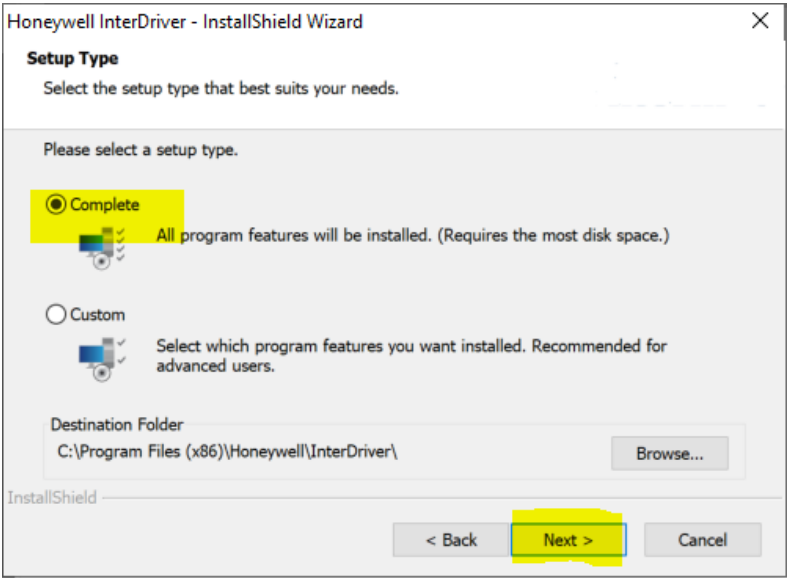 Honeywell InterDriver - InstallShield Wizard
Setup Type
Select the setup type that best suits your needs.
Please select a setup type.
Complete
All program features will be installed. (Requires the most disk space.)
Custom
Select which program features you want installed. Recommended for
advanced users.
Destination Folder
C:\Program Files (x86)\Honeywell\InterDriver\
Browse...
InstallShield
< Back
Next >
Cancel